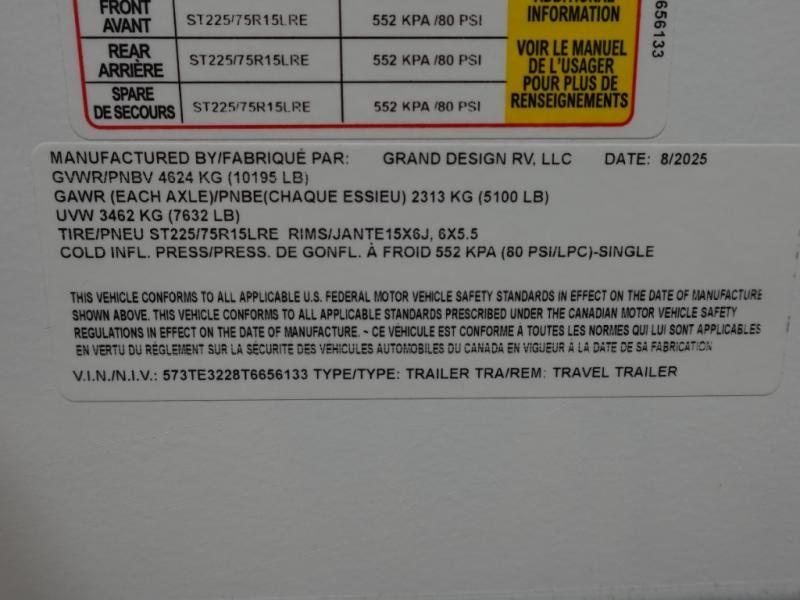 ADDITIONAL
FRONT
AVANT ST225/75R15LRE 552 KPA /80 PSI INFORMATION
REAR
ARRIÈRE ST225/75R15LRE 552 KPA /80 PSI VOIR LE MANUEL
DE L'USAGER
POUR PLUS DE
SPARE
DE SECOURS ST225/75R15LRE 552 KPA /80 PSI RENSEIGNEMENTS
6656133
MANUFACTURED BY/FABRIQUÉ PAR: GRAND DESIGN RV, LLC DATE: 8/2025
GVWR/PNBV 4624 KG (10195 LB)
GAWR (EACH AXLE)/PNBE(CHAQUE ESSIEU) 2313 KG (5100 LB)
UVW 3462 KG (7632 LB)
TIRE/PNEU ST225/75R15LRE RIMS/JANTE15X6J, 6X5.5
COLD INFL. PRESS/PRESS. DE GONFL. À FROID 552 KPA (80 PSI/LPC)-SINGLE
THIS VEHICLE CONFORMS TO ALL APPLICABLE U.S. FEDERAL MOTOR VEHICLE SAFETY STANDARDS IN EFFECT ON THE DATE OF MANUFACTURE
SHOWN ABOVE. THIS VEHICLE CONFORMS TO ALL APPLICABLE STANDARDS PRESCRIBED UNDER THE CANADIAN MOTOR VEHICLE SAFETY
REGULATIONS IN EFFECT ON THE DATE OF MANUFACTURE. ~ CE VÉHICULE EST CONFORME À TOUTES LES NORMES QUI LUI SONT APPLICABLES
EN VERTU DU RÈGLEMENT SUR LA SÉCURITÉ DES VÉHICULES AUTOMOBILES DU CANADA EN VIGUEUR À LA DATE DE SA FABRICATION
V.I.N./N.I.V.: 573TE3228T6656133 TYPE/TYPE: TRAILER TRA/REM: TRAVEL TRAILER